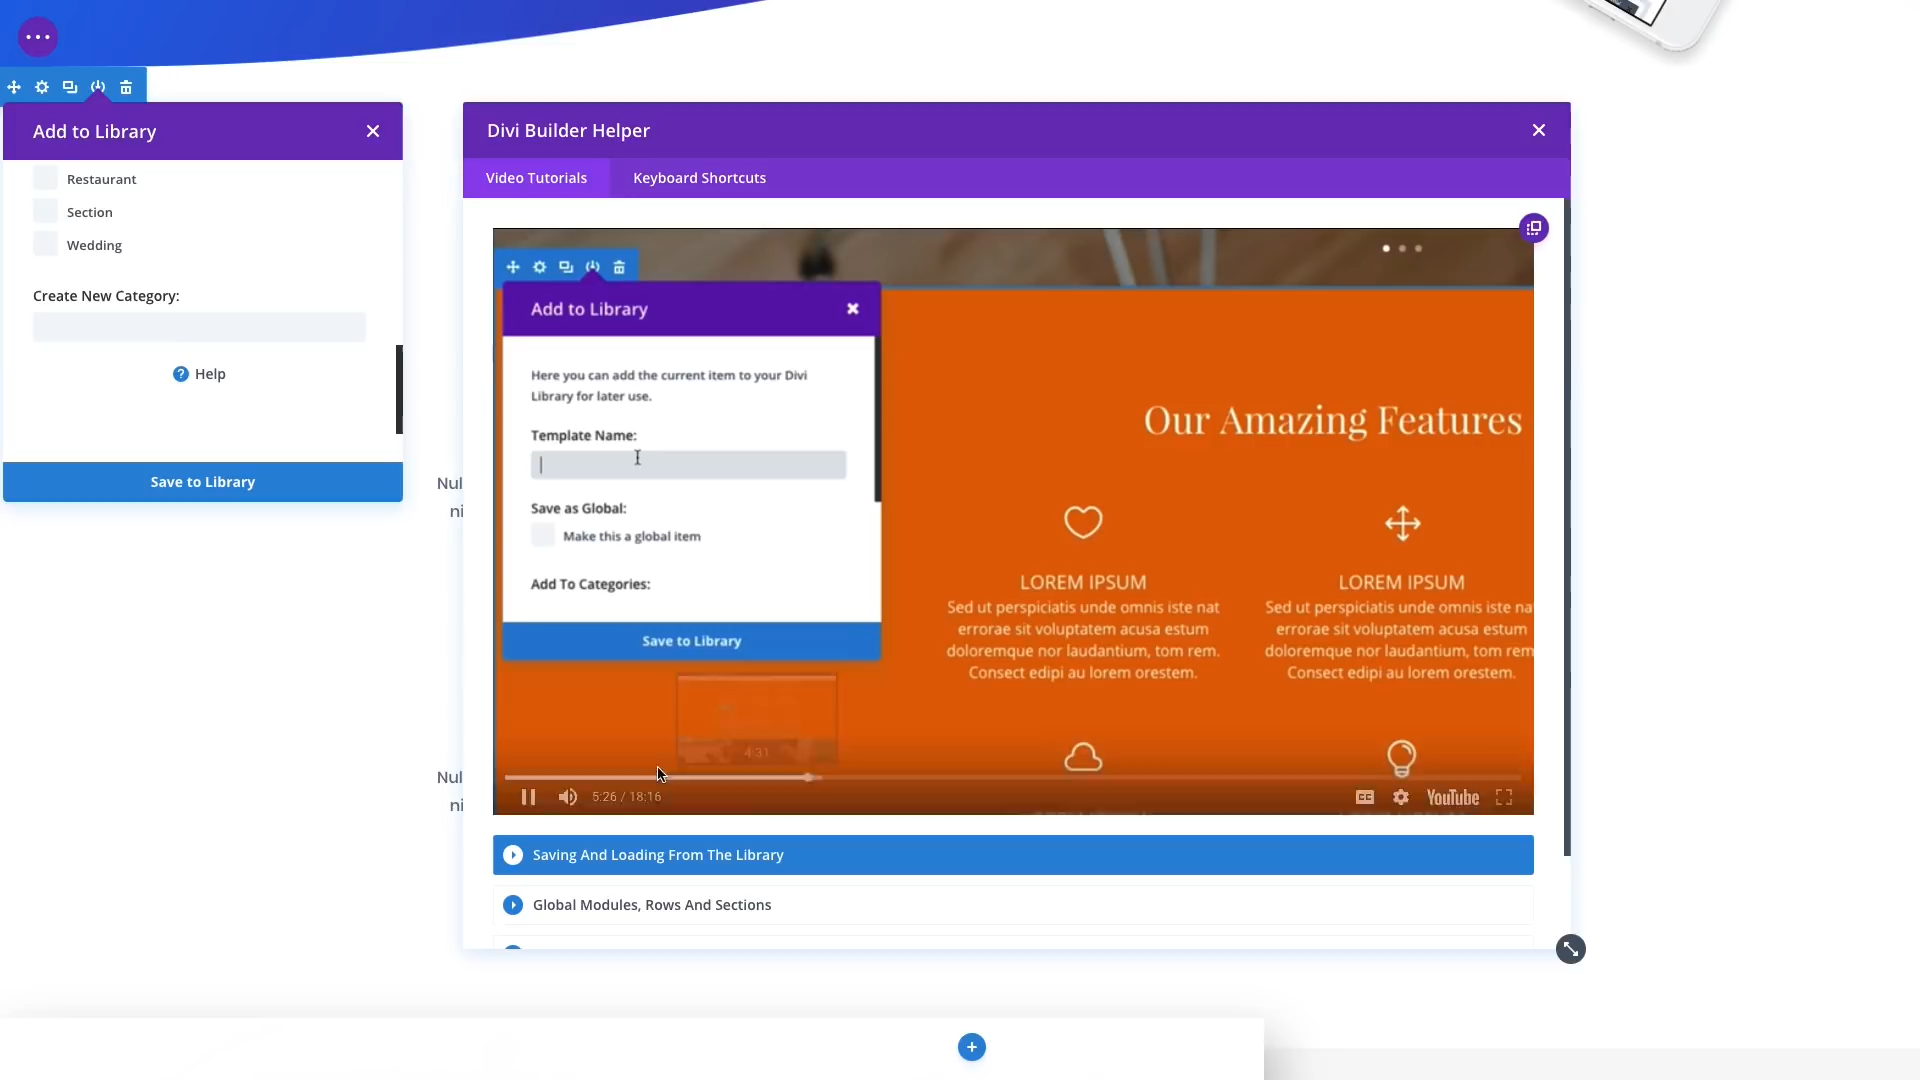 Add to Library
Restaurant
Section
Wedding
Create New Category:
? Help
Save to Library
Nul
ni
Nul
ni
Divi Builder Helper
Video Tutorials
Keyboard Shortcuts
Add to Library
Here you can add the current item to your Divi
Library for later use.
Template Name:
Save as Global:
Make this a global item
Add To Categories:
Save to Library
Our Amazing Features
LOREM IPSUM
Sed ut perspiciatis unde omnis iste nat
errorae sit voluptatem acusa estum
doloremque nor laudantium, tom rem.
Consect edipi au lorem orestem.
LOREM IPSUM
Sed ut perspiciatis unde omnis iste nat
errorae sit voluptatem acusa estum
doloremque nor laudantium, tom rem
Consect edipi au lorem orestem.
4:31
5:26 / 18:16
CC
YouTube
Saving And Loading From The Library
Global Modules, Rows And Sections